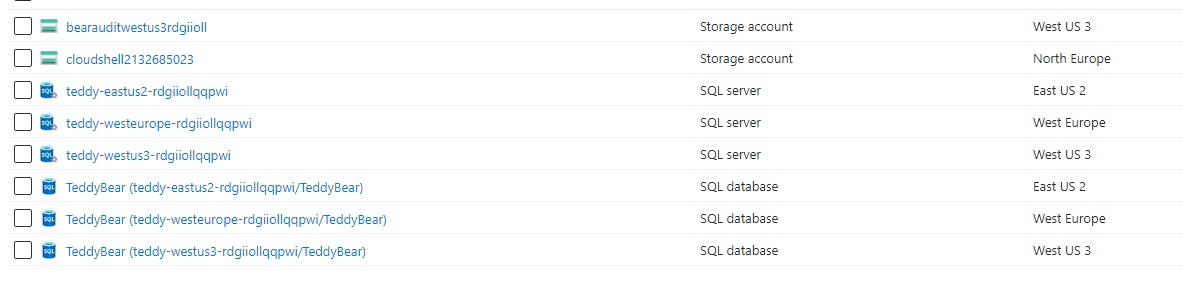 bearauditwestus3rdgiioll Storage account West US 3
cloudshell2132685023 Storage account North Europe
teddy-eastus2-rdgiiollqqpwi SQL server East US 2
teddy-westeurope-rdgiiollqqpwi SQL server West Europe
teddy-westus3-rdgiiollqqpwi SQL server West US 3
TeddyBear (teddy-eastus2-rdgiiollqqpwi/TeddyBear) SQL database East US 2
TeddyBear (teddy-westeurope-rdgiiollqqpwi/TeddyBear) SQL database West Europe
TeddyBear (teddy-westus3-rdgiiollqqpwi/TeddyBear) SQL database West US 3